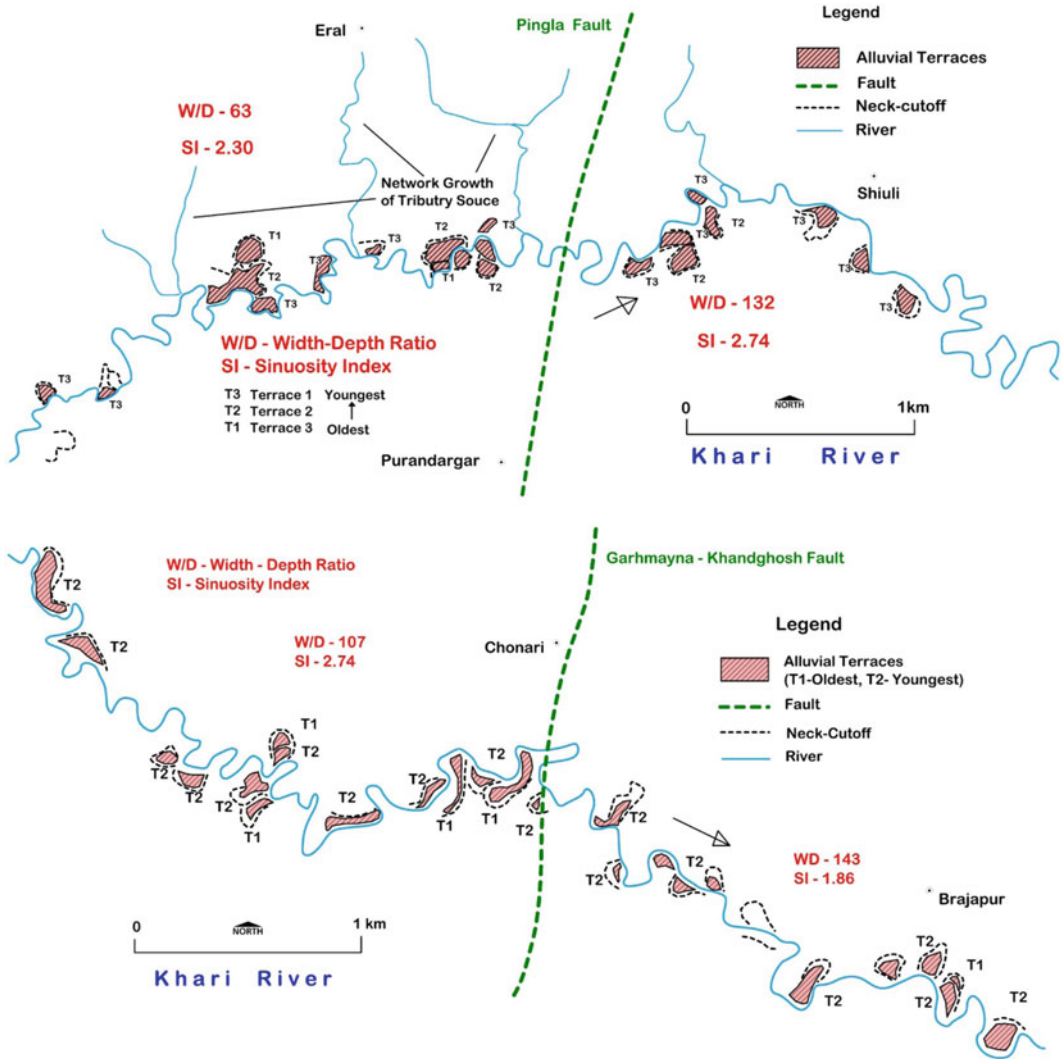 Eral
Pingla Fault
Legend
Alluvial Terraces
Fault
Neck-cutoff
River
W/D - 63
SI - 2.30
Network Growth
of Tributry Souce
Shiuli
T1
T2
T3
T3
T3
T2
T1
T3
T2
T3
T3
T2
T3
T2
T3
T3
T3
T3
T3
W/D - 132
SI - 2.74
W/D - Width-Depth Ratio
SI - Sinuosity Index
T3 Terrace 1 Youngest
T2 Terrace 2
T1 Terrace 3 Oldest
NORTH
0 1km
Khari River
Purandargar
Garhmayna - Khandghosh Fault
W/D - Width - Depth Ratio
SI - Sinuosity Index
W/D - 107
SI - 2.74
Chonari
Legend
Alluvial Terraces
(T1-Oldest, T2- Youngest)
Fault
Neck-Cutoff
River
T2
T2
T1
T2
T2
T2
T2
T1
T2
T2
T1
T2
T1
T2
T2
T2
T2
WD - 143
SI - 1.86
Brajapur
T2
T2
T1
T2
T2
0 1 km
NORTH
Khari River